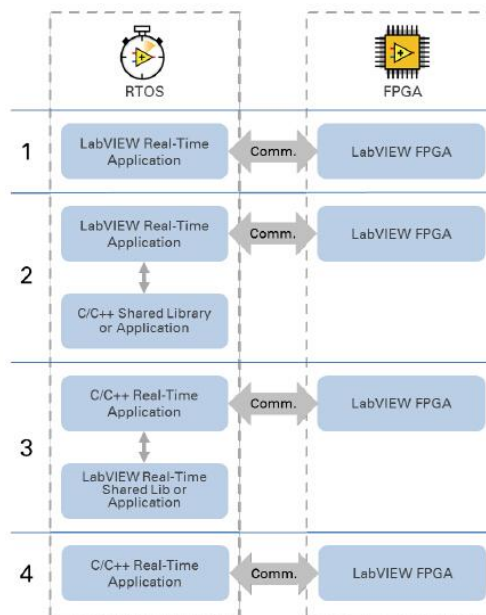 RTOS
FPGA
1
LabVIEW Real-Time
Application
Comm.
LabVIEW FPGA
2
LabVIEW Real-Time
Application
Comm.
LabVIEW FPGA
C/C++ Shared Library
or Application
3
C/C++ Real-Time
Application
Comm.
LabVIEW FPGA
LabVIEW Real-Time
Shared Lib or
Application
4
C/C++ Real-Time
Application
Comm.
LabVIEW FPGA